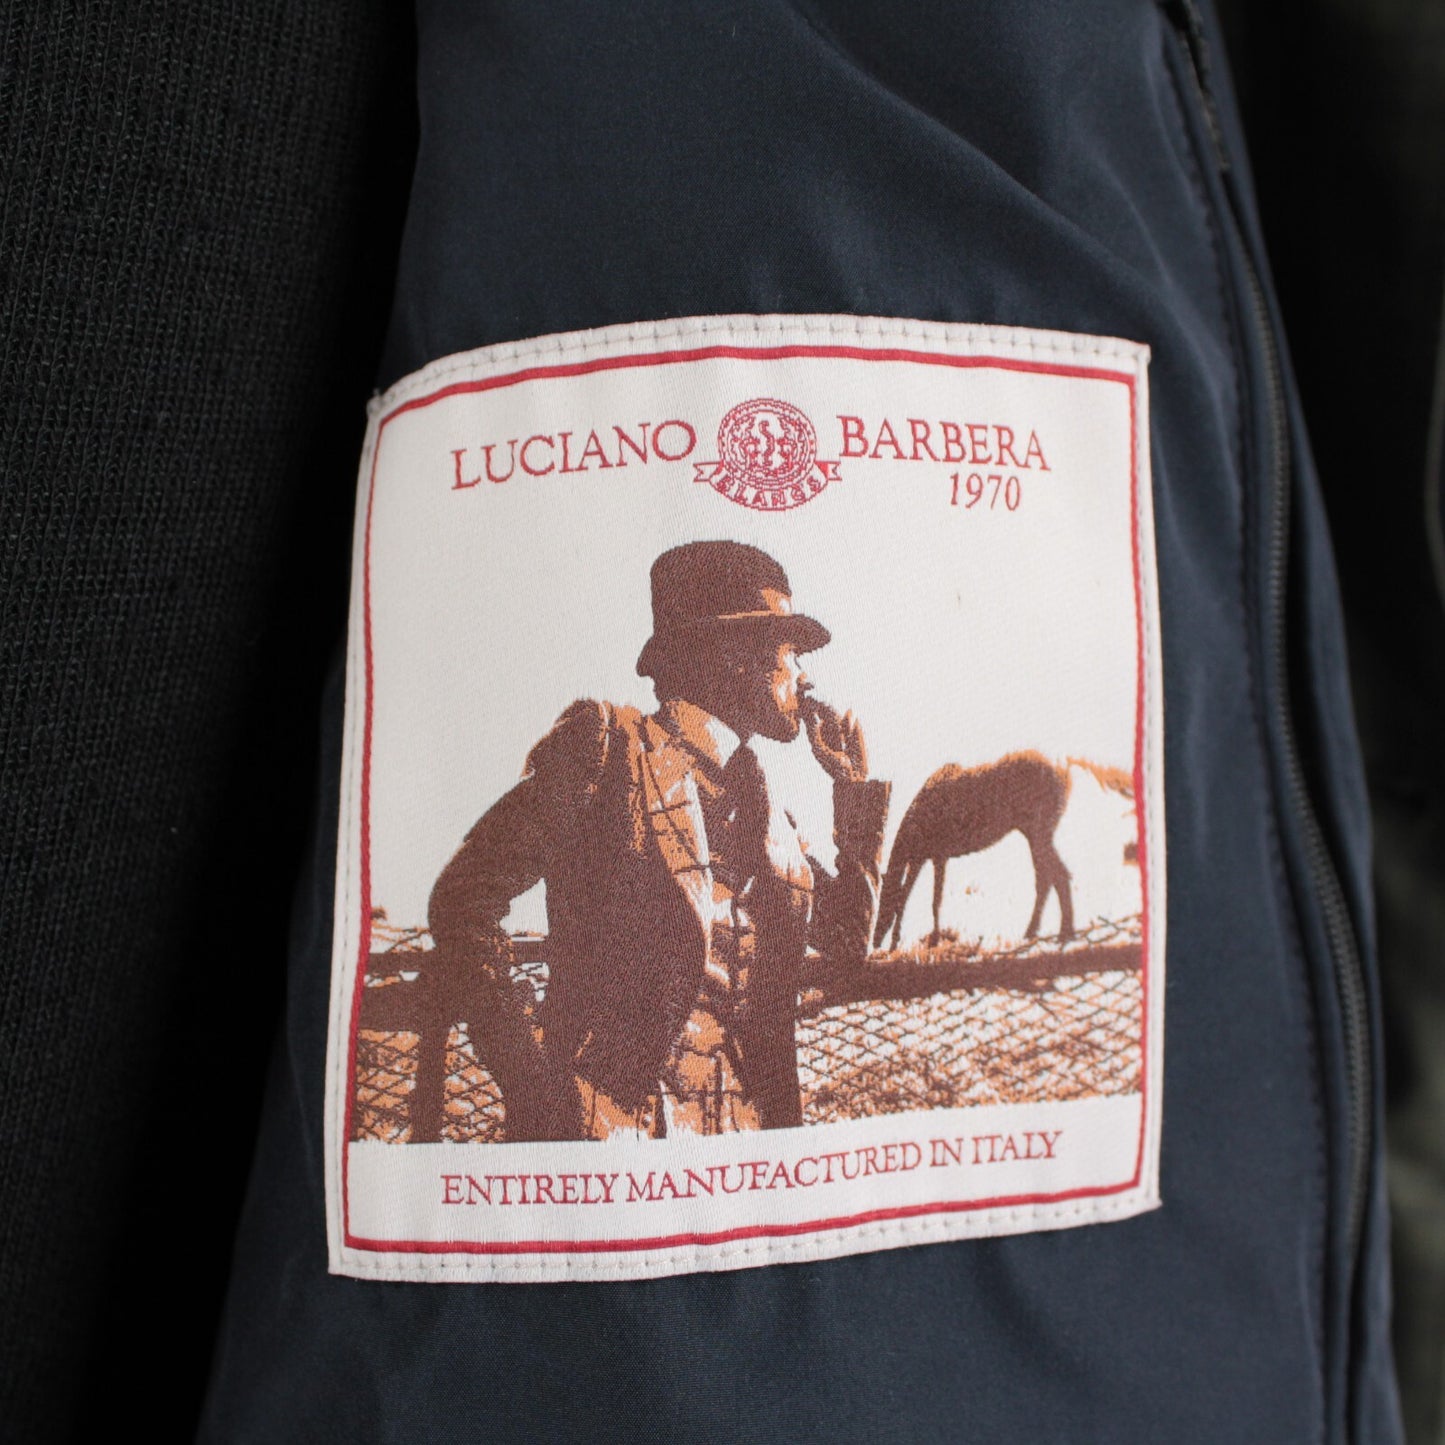 LUCIANO BARBERA
1970
ENTIRELY MANUFACTURED IN ITALY